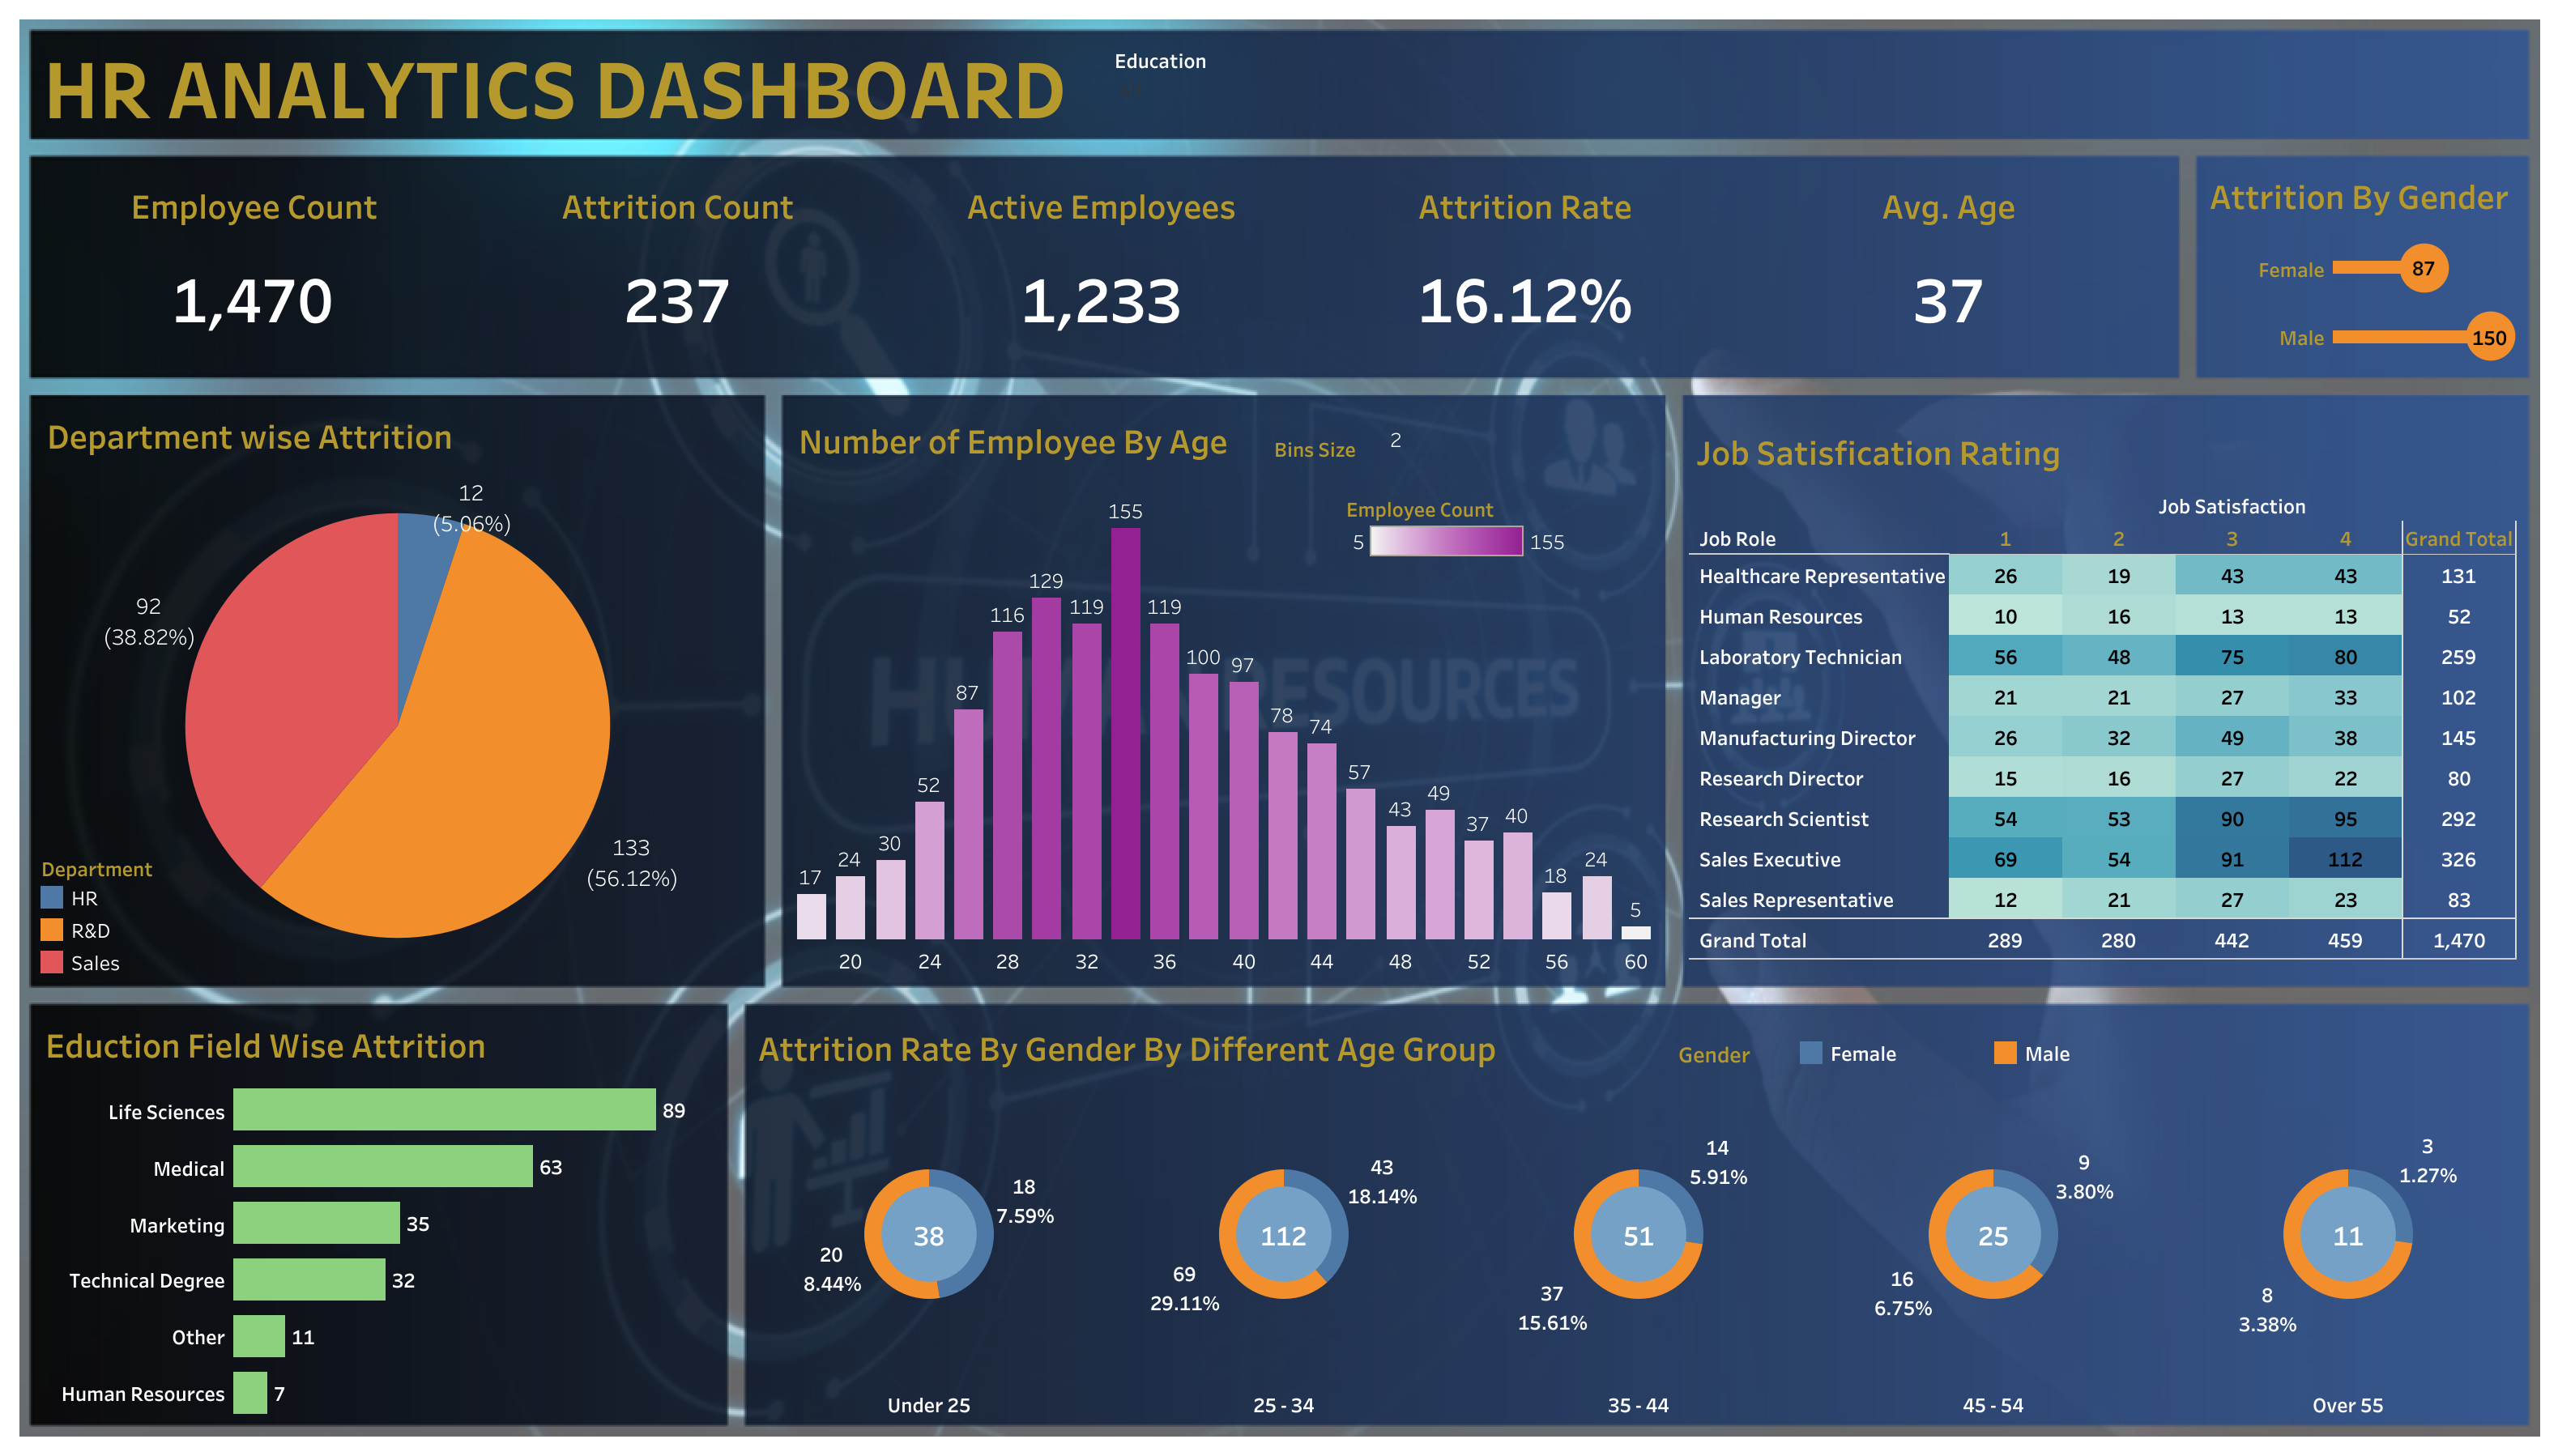 HR ANALYTICS DASHBOARD
Education
Employee Count
1,470
Attrition Count
237
Active Employees
1,233
Attrition Rate
16.12%
Avg. Age
37
Attrition By Gender
Female 87
Male 150
Department wise Attrition
12
(5.06%)
92
(38.82%)
133
(56.12%)
Department
HR
R&D
Sales
Number of Employee By Age
Bins Size 2
Employee Count
5 155
17 24 30 52 87 116 129 119 155 119 100 97 78 74 57 43 49 37 40 18 24 5
20 24 28 32 36 40 44 48 52 56 60
HUMAN RESOURCES
Job Satisfication Rating
Job Satisfaction
Job Role 1 2 3 4 Grand Total
Healthcare Representative 26 19 43 43 131
Human Resources 10 16 13 13 52
Laboratory Technician 56 48 75 80 259
Manager 21 21 27 33 102
Manufacturing Director 26 32 49 38 145
Research Director 15 16 27 22 80
Research Scientist 54 53 90 95 292
Sales Executive 69 54 91 112 326
Sales Representative 12 21 27 23 83
Grand Total 289 280 442 459 1,470
Eduction Field Wise Attrition
Life Sciences 89
Medical 63
Marketing 35
Technical Degree 32
Other 11
Human Resources 7
Attrition Rate By Gender By Different Age Group
Gender Female Male
18
7.59%
38
20
8.44%
Under 25
43
18.14%
112
69
29.11%
25 - 34
14
5.91%
51
37
15.61%
35 - 44
9
3.80%
25
16
6.75%
45 - 54
3
1.27%
11
8
3.38%
Over 55